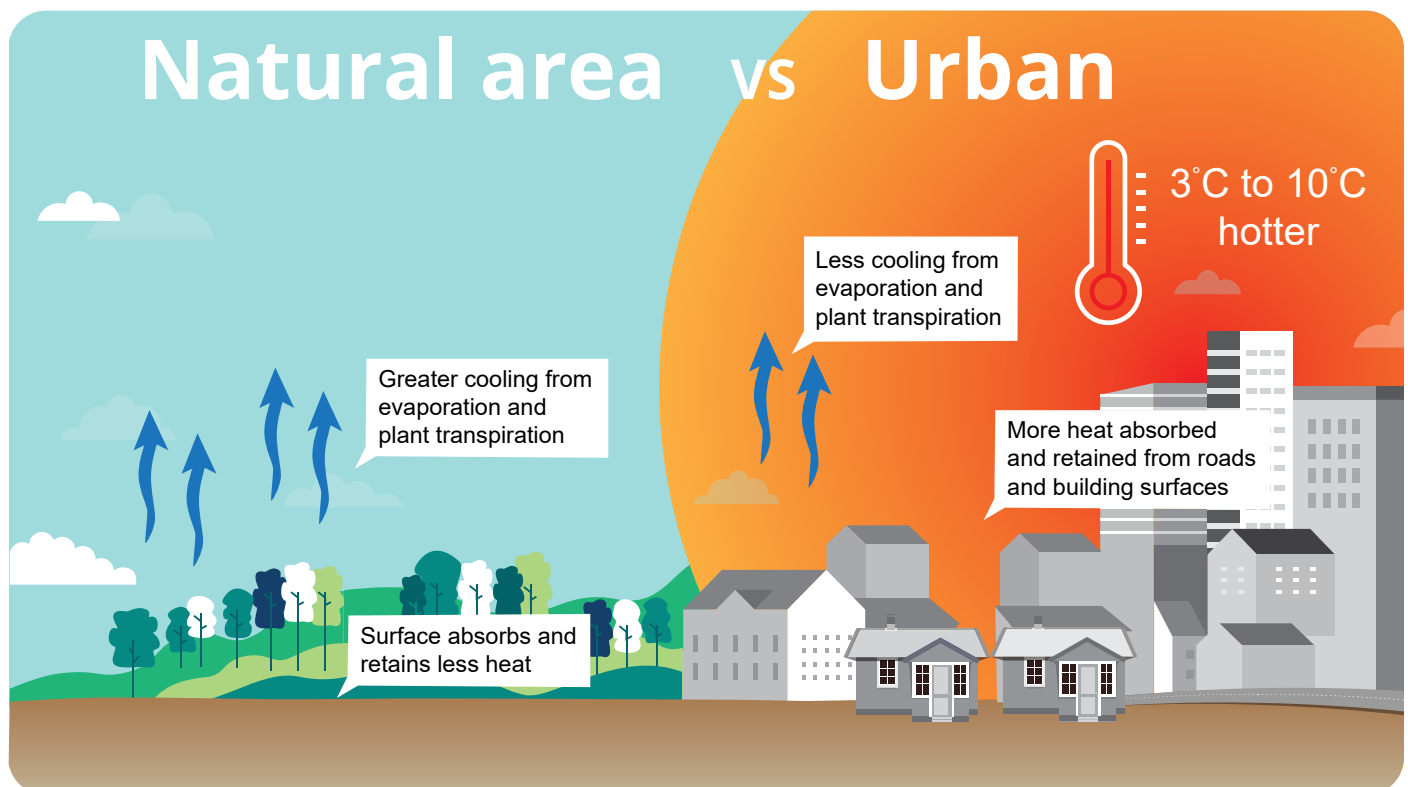 Natural area vs Urban
3°C to 10°C
hotter
Less cooling from
evaporation and
plant transpiration
Greater cooling from
evaporation and
plant transpiration
More heat absorbed
and retained from roads
and building surfaces
Surface absorbs and
retains less heat